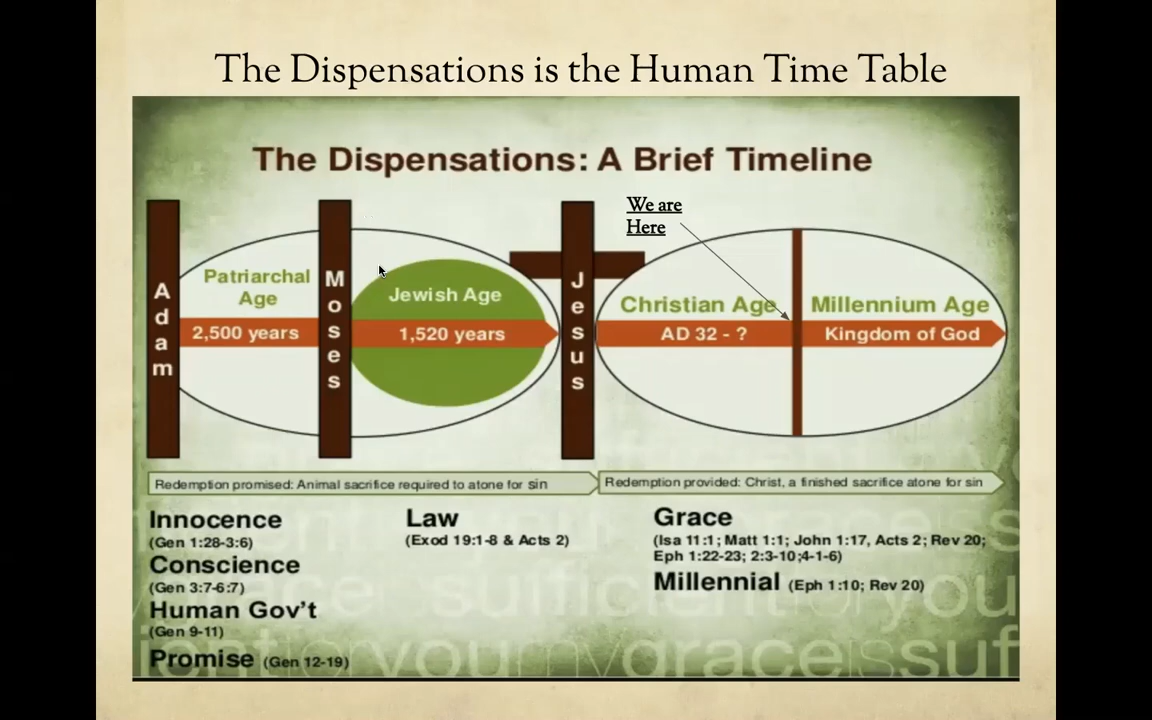 The Dispensations is the Human Time Table
The Dispensations: A Brief Timeline
We are
Here
Adam
Patriarchal
Age
2,500 years
Moses
Jewish Age
1,520 years
Jesus
Christian Age
AD 32 - ?
Millennium Age
Kingdom of God
Redemption promised: Animal sacrifice required to atone for sin
Redemption provided: Christ, a finished sacrifice atone for sin
Innocence
(Gen 1:28-3:6)
Conscience
(Gen 3:7-6:7)
Human Gov't
(Gen 9-11)
Promise (Gen 12-19)
Law
(Exod 19:1-8 & Acts 2)
Grace
(Isa 11:1; Matt 1:1; John 1:17, Acts 2; Rev 20;
Eph 1:22-23; 2:3-10;4-1-6)
Millennial (Eph 1:10; Rev 20)